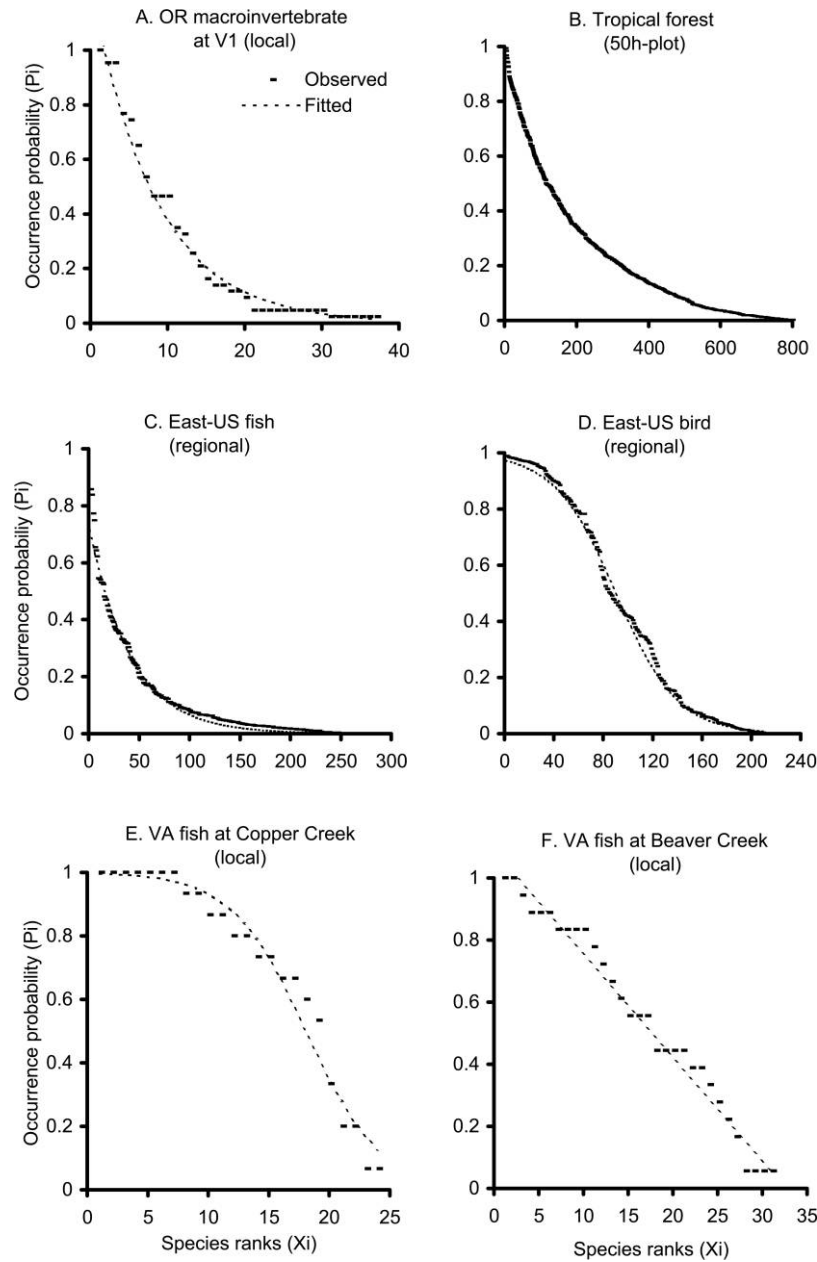 A. OR macroinvertebrate
at V1 (local)
Observed
Fitted
Occurrence probability (Pi)
1
0.8
0.6
0.4
0.2
0
0 10 20 30 40
B. Tropical forest
(50h-plot)
1
0.8
0.6
0.4
0.2
0
0 200 400 600 800
C. East-US fish
(regional)
Occurrence probabiliy (Pi)
1
0.8
0.6
0.4
0.2
0
0 50 100 150 200 250 300
D. East-US bird
(regional)
1
0.8
0.6
0.4
0.2
0
0 40 80 120 160 200 240
E. VA fish at Copper Creek
(local)
Occurrence probability (Pi)
1
0.8
0.6
0.4
0.2
0
0 5 10 15 20 25
Species ranks (Xi)
F. VA fish at Beaver Creek
(local)
1
0.8
0.6
0.4
0.2
0
0 5 10 15 20 25 30 35
Species ranks (Xi)